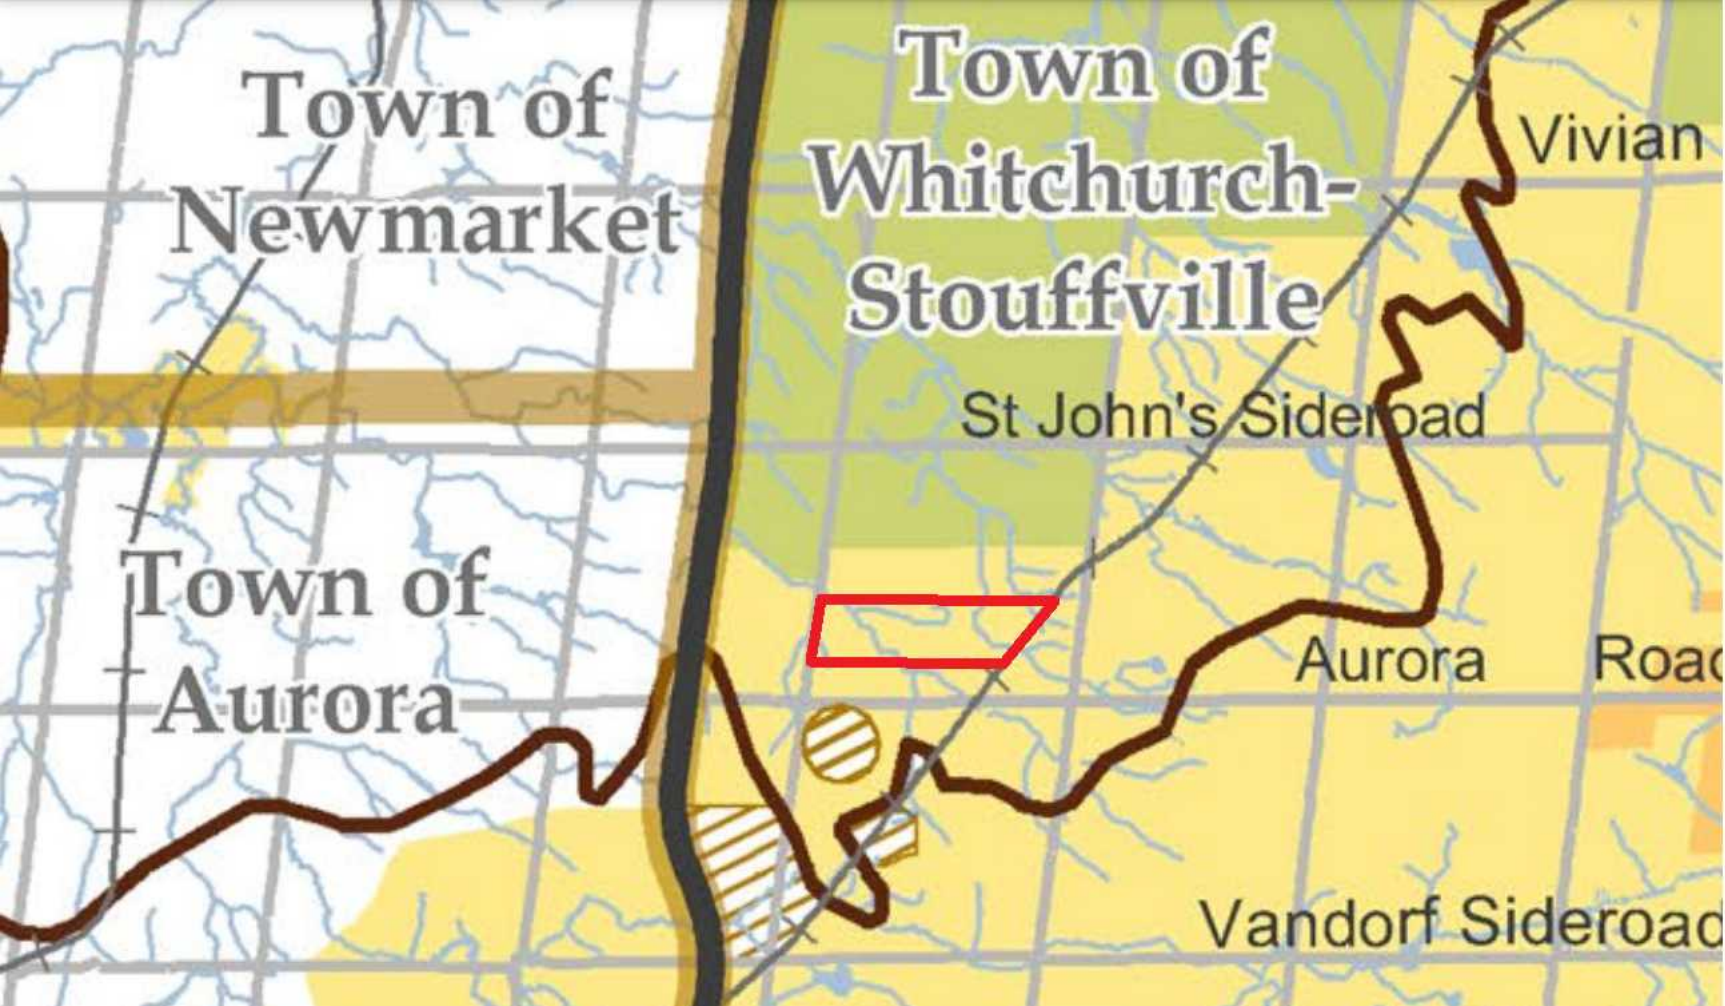 Town of
Newmarket
Town of
Whitchurch-
Stouffville
Vivian
St John's Sideroad
Town of
Aurora
Aurora Road
Vandorf Sideroad